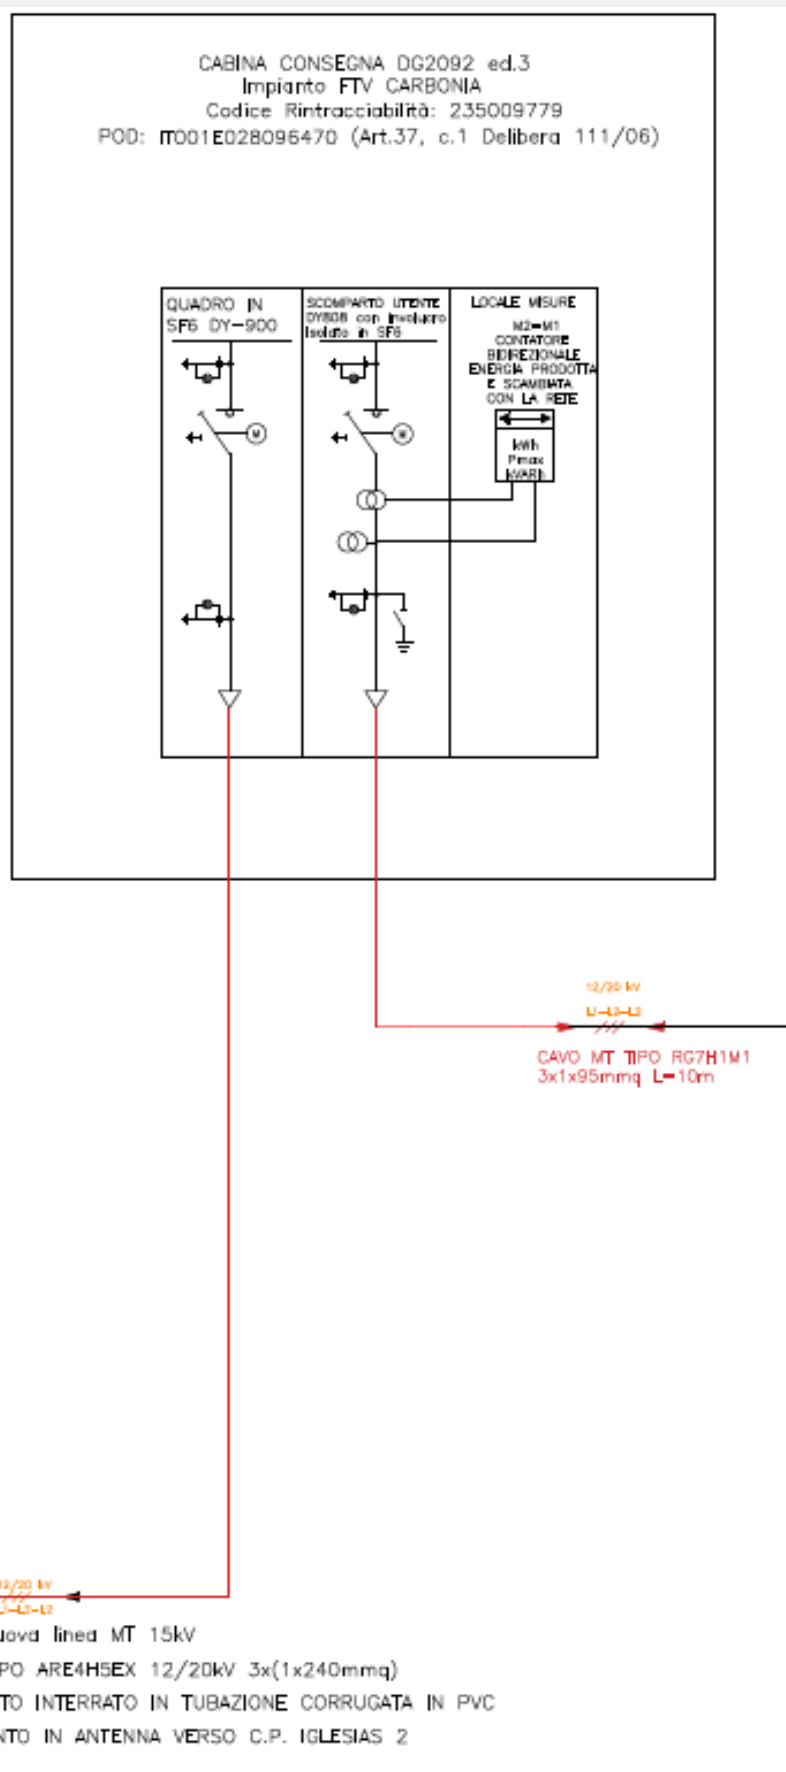 CABINA CONSEGNA DG2092 ed.3
Impianto FTV CARBONIA
Codice Rintracciabilità: 235009779
POD: IT001E028096470 (Art.37, c.1 Delibera 111/06)
QUADRO IN
SF6 DY-900
SCOMPARTO UTENTE
DY808 con involucro
Isolato in SF6
LOCALE MISURE
M2-M1
CONTATORE
BIDIREZIONALE
ENERGIA PRODOTTA
E SCAMBIATA
CON LA RETE
kWh
Pmax
kVARh
M
M
12/20 kV
L1-L2-L3
CAVO MT TIPO RG7H1M1
3x1x95mmq L=10m
12/20 kV
uova linea MT 15kV
PO ARE4H5EX 12/20kV 3x(1x240mmq)
TO INTERRATO IN TUBAZIONE CORRUGATA IN PVC
NTO IN ANTENNA VERSO C.P. IGLESIAS 2